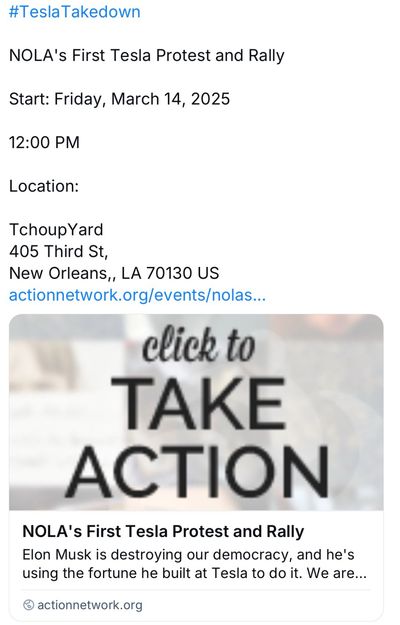 #TeslaTakedown
NOLA's First Tesla Protest and Rally
Start: Friday, March 14, 2025
12:00 PM
Location:
TchoupYard
405 Third St,
New Orleans,, LA 70130 US
actionnetwork.org/events/nolas...
click to
TAKE
ACTION
NOLA's First Tesla Protest and Rally
Elon Musk is destroying our democracy, and he's
using the fortune he built at Tesla to do it. We are...
actionnetwork.org